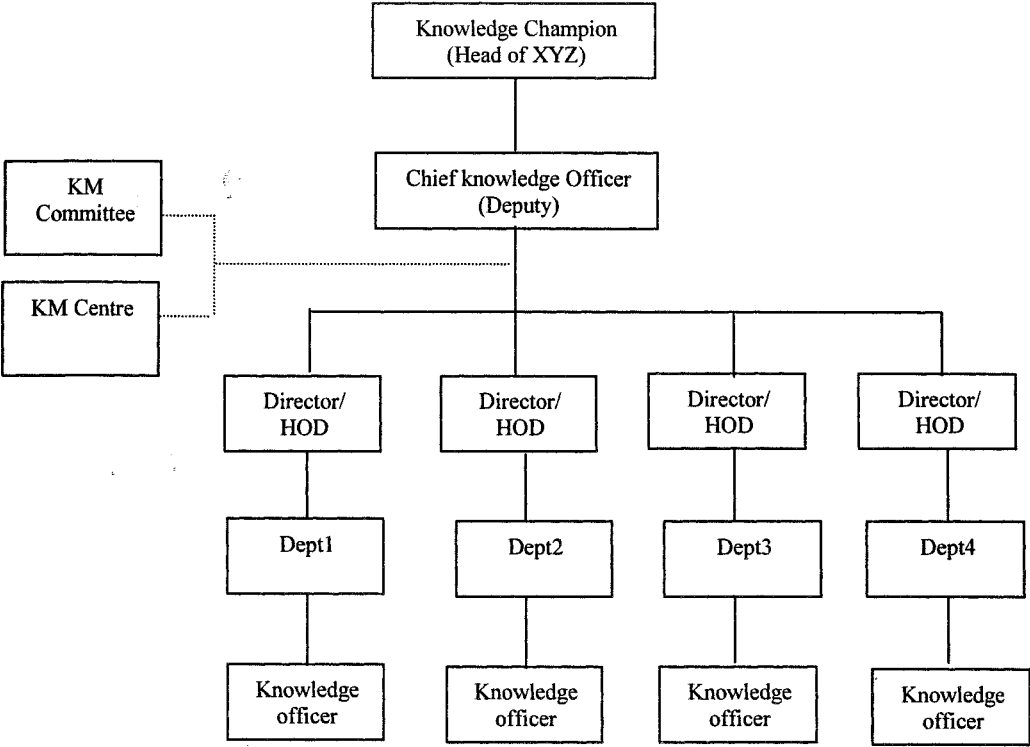 Knowledge Champion
(Head of XYZ)
Chief knowledge Officer
(Deputy)
KM
Committee
KM Centre
Director/
HOD
Director/
HOD
Director/
HOD
Director/
HOD
Dept1
Dept2
Dept3
Dept4
Knowledge
officer
Knowledge
officer
Knowledge
officer
Knowledge
officer